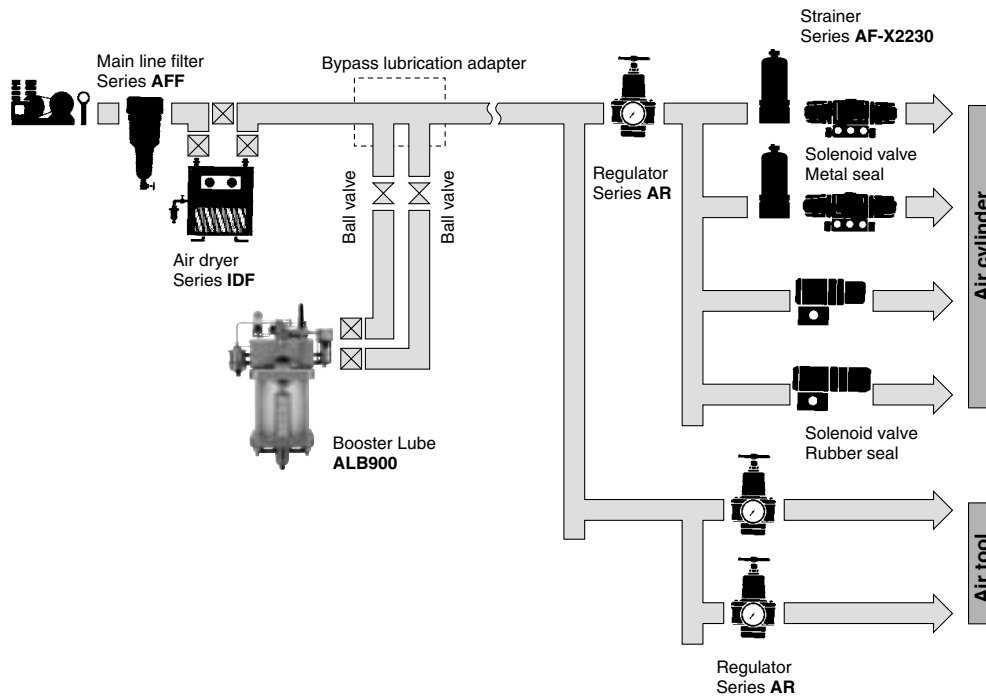 Strainer
Series AF-X2230
Main line filter
Series AFF
Bypass lubrication adapter
Solenoid valve
Metal seal
Regulator
Series AR
Ball valve
Ball valve
Air dryer
Series IDF
Air cylinder
Booster Lube
ALB900
Solenoid valve
Rubber seal
Air tool
Regulator
Series AR